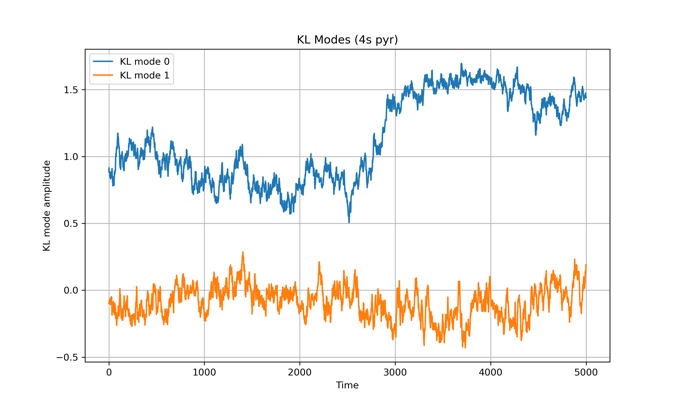 KL Modes (4s pyr)
KL mode 0
KL mode 1
KL mode amplitude
1.5
1.0
0.5
0.0
−0.5
0 1000 2000 3000 4000 5000
Time